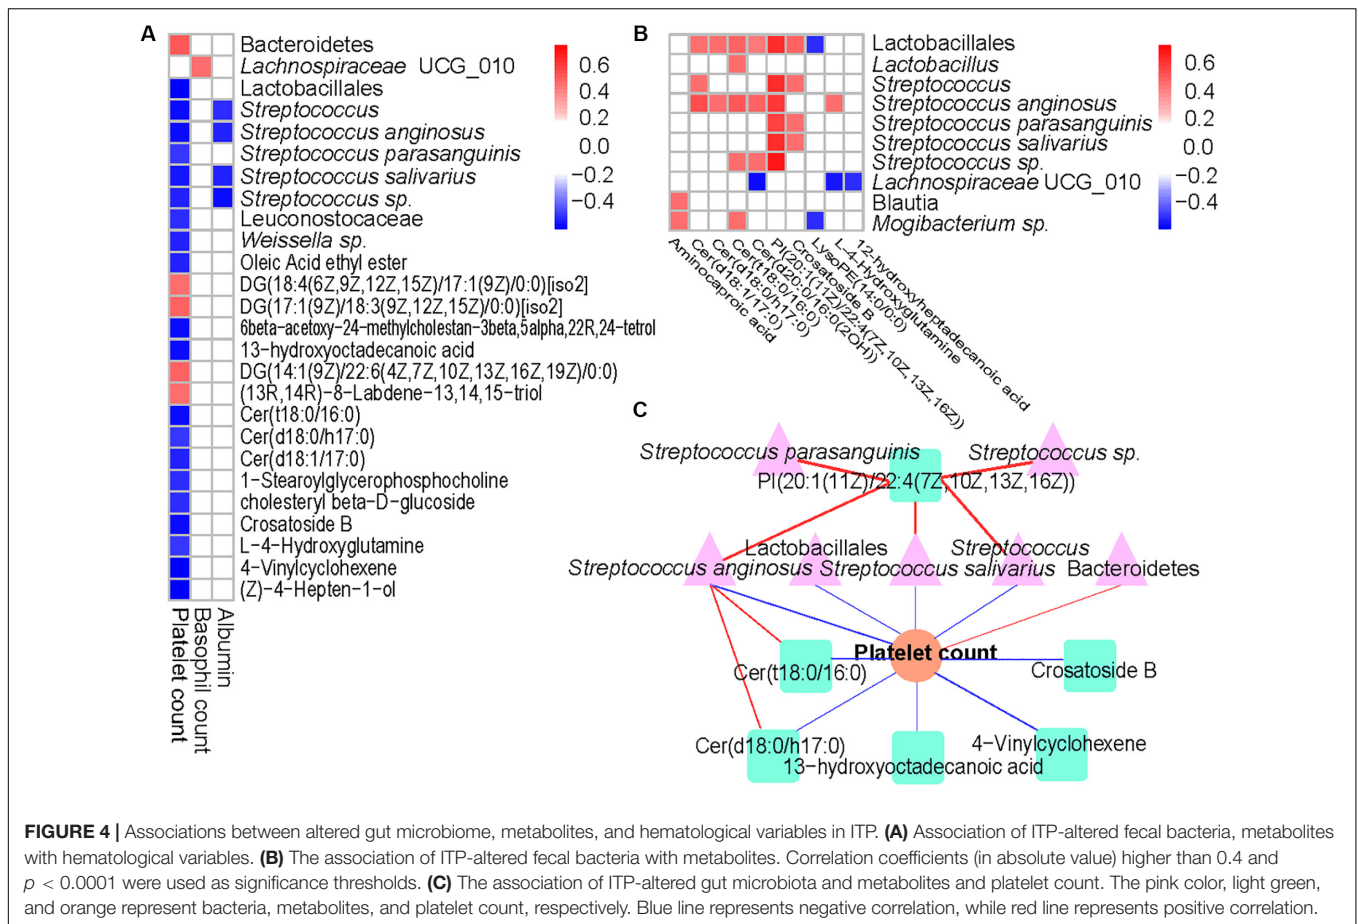 A
Bacteroidetes
Lachnospiraceae UCG_010
Lactobacillales
Streptococcus
Streptococcus anginosus
Streptococcus parasanguinis
Streptococcus salivarius
Streptococcus sp.
Leuconostocaceae
Weissella sp.
Oleic Acid ethyl ester
DG(18:4(6Z,9Z,12Z,15Z)/17:1(9Z)/0:0)[iso2]
DG(17:1(9Z)/18:3(9Z,12Z,15Z)/0:0)[iso2]
6beta−acetoxy−24−methylcholestan−3beta,5alpha,22R,24−tetrol
13−hydroxyoctadecanoic acid
DG(14:1(9Z)/22:6(4Z,7Z,10Z,13Z,16Z,19Z)/0:0)
(13R,14R)−8−Labdene−13,14,15−triol
Cer(t18:0/16:0)
Cer(d18:0/h17:0)
Cer(d18:1/17:0)
1−Stearoylglycerophosphocholine
cholesteryl beta−D−glucoside
Crosatoside B
L−4−Hydroxyglutamine
4−Vinylcyclohexene
(Z)−4−Hepten−1−ol
Platelet count
Basophil count
Albumin
0.6
0.4
0.2
0.0
−0.2
−0.4
B
Lactobacillales
Lactobacillus
Streptococcus
Streptococcus anginosus
Streptococcus parasanguinis
Streptococcus salivarius
Streptococcus sp.
Lachnospiraceae UCG_010
Blautia
Mogibacterium sp.
Aminocaproic acid
Cer(d18:1/17:0)
Cer(d18:0/h17:0)
Cer(t18:0/16:0)
Cer(d20:0/16:0(2OH))
PI(20:1(11Z)/22:4(7Z,10Z,13Z,16Z))
Crosatoside B
LysoPE(14:0/0:0)
L−4−Hydroxyglutamine
12−hydroxyheptadecanoic acid
0.6
0.4
0.2
0.0
−0.2
−0.4
C
Streptococcus parasanguinis
Streptococcus sp.
PI(20:1(11Z)/22:4(7Z,10Z,13Z,16Z))
Lactobacillales
Streptococcus
Streptococcus anginosus
Streptococcus salivarius
Bacteroidetes
Platelet count
Cer(t18:0/16:0)
Crosatoside B
Cer(d18:0/h17:0)
4−Vinylcyclohexene
13−hydroxyoctadecanoic acid
FIGURE 4 | Associations between altered gut microbiome, metabolites, and hematological variables in ITP. (A) Association of ITP-altered fecal bacteria, metabolites
with hematological variables. (B) The association of ITP-altered fecal bacteria with metabolites. Correlation coefficients (in absolute value) higher than 0.4 and
p < 0.0001 were used as significance thresholds. (C) The association of ITP-altered gut microbiota and metabolites and platelet count. The pink color, light green,
and orange represent bacteria, metabolites, and platelet count, respectively. Blue line represents negative correlation, while red line represents positive correlation.